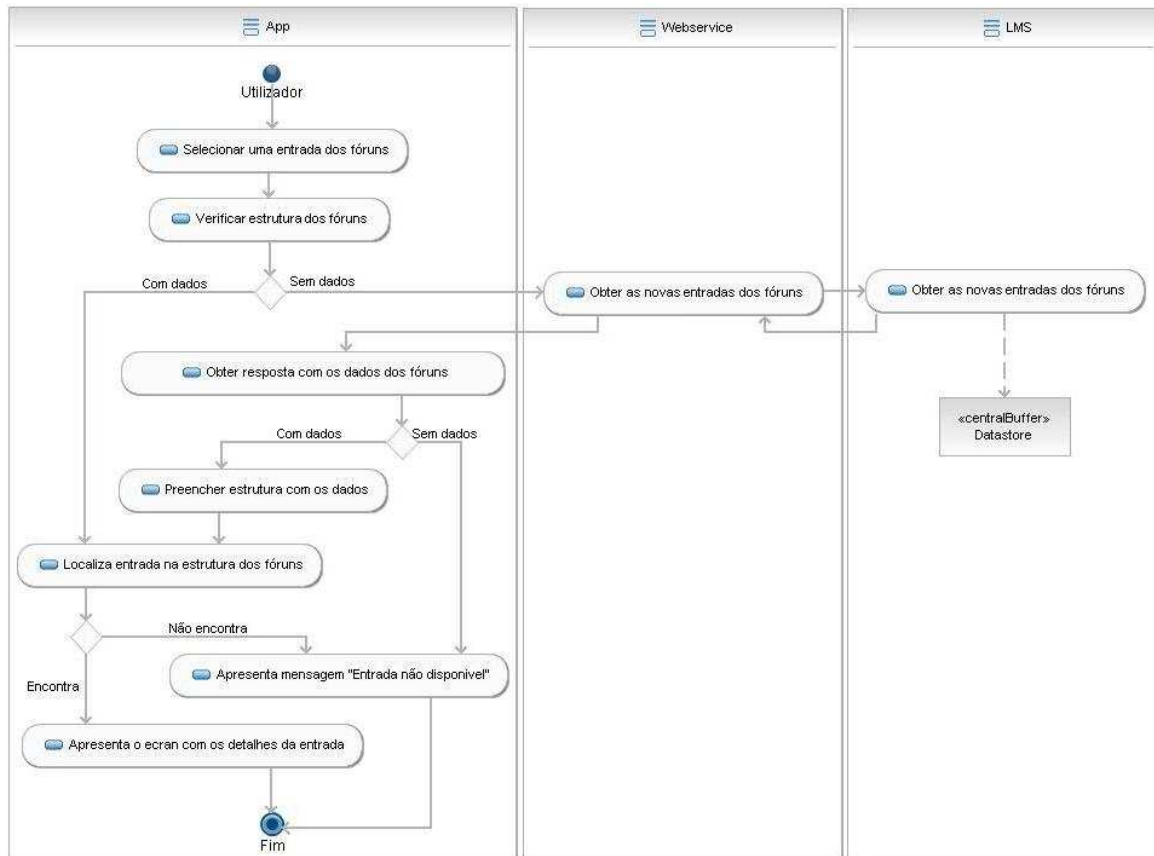 App
Webservice
LMS
Utilizador
Selecionar uma entrada dos fóruns
Verificar estrutura dos fóruns
Com dados
Sem dados
Obter as novas entradas dos fóruns
Obter as novas entradas dos fóruns
Obter resposta com os dados dos fóruns
«centralBuffer»
Datastore
Com dados
Sem dados
Preencher estrutura com os dados
Localiza entrada na estrutura dos fóruns
Não encontra
Apresenta mensagem "Entrada não disponivel"
Encontra
Apresenta o ecran com os detalhes da entrada
Fim